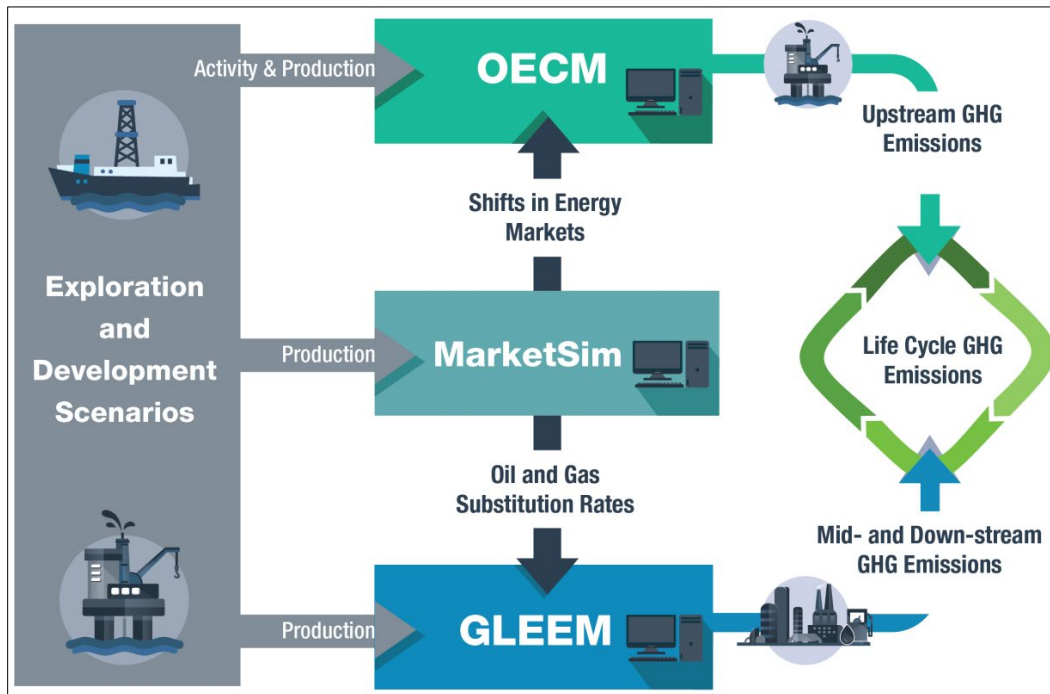 Exploration
and
Development
Scenarios
Activity & Production
OECM
Upstream GHG
Emissions
Shifts in Energy
Markets
Production
MarketSim
Life Cycle GHG
Emissions
Oil and Gas
Substitution Rates
Production
GLEEM
Mid- and Down-stream
GHG Emissions